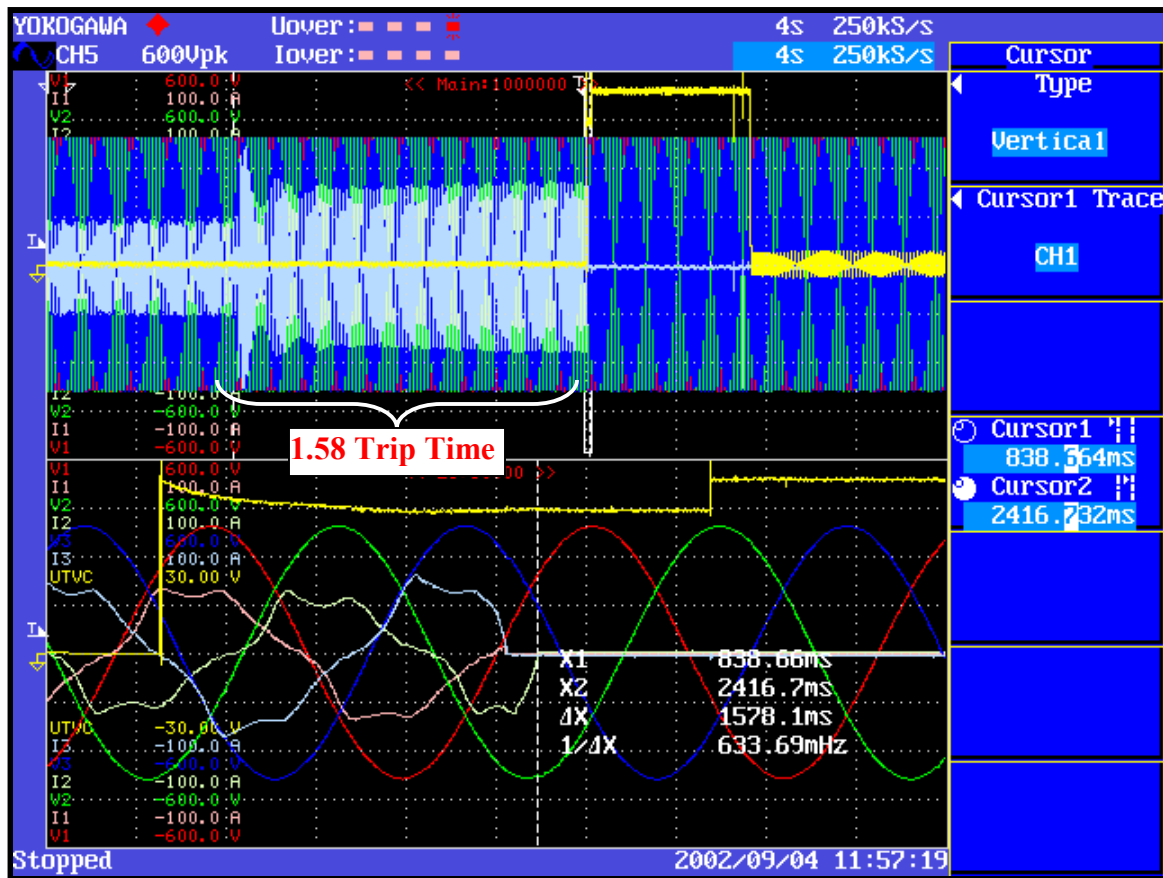 YOKOGAWA Uover: 4s 250kS/s
CH5 600Vpk Iover: 4s 250kS/s
Cursor
Type
Vertical
Cursor1 Trace
CH1
Cursor1
838.664ms
Cursor2
2416.732ms
V1 600.0 V
<< Main:1000000 >>
I1 100.0 A
V2 600.0 V
I2 100.0 A
I2 -100.0 A
V2 -600.0 V
I1 -100.0 A
V1 -600.0 V
1.58 Trip Time
V1 600.0 V
I1 100.0 A
V2 600.0 V
I2 100.0 A
V3 600.0 V
I3 100.0 A
UTVC 30.00 V
X1 838.66ms
X2 2416.7ms
ΔX 1578.1ms
1/ΔX 633.69mHz
UTVC -30.00 V
I3 -100.0 A
V3 -600.0 V
I2 -100.0 A
V2 -600.0 V
I1 -100.0 A
V1 -600.0 V
Stopped 2002/09/04 11:57:19